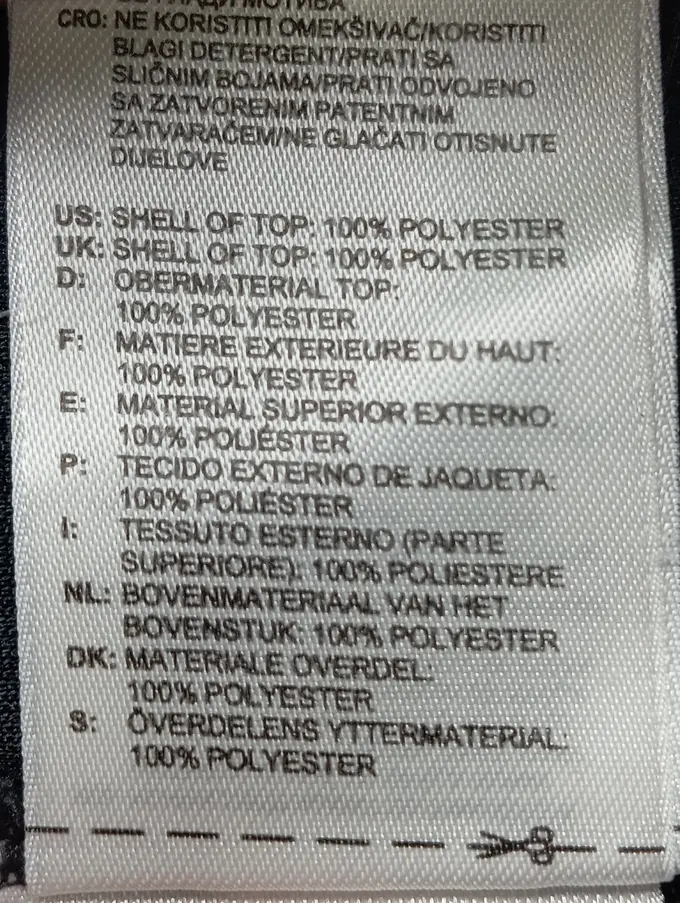 CRO: NE KORISTITI OMEKŠIVAČ/KORISTITI
BLAGI DETERGENT/PRATI SA
SLIČNIM BOJAMA/PRATI ODVOJENO
SA ZATVORENIM PATENTNIM
ZATVARAČEM/NE GLAČATI OTISNUTE
DIJELOVE
US: SHELL OF TOP: 100% POLYESTER
UK: SHELL OF TOP: 100% POLYESTER
D: OBERMATERIAL TOP:
100% POLYESTER
F: MATIERE EXTERIEURE DU HAUT:
100% POLYESTER
E: MATERIAL SUPERIOR EXTERNO:
100% POLIÉSTER
P: TECIDO EXTERNO DE JAQUETA:
100% POLIÉSTER
I: TESSUTO ESTERNO (PARTE
SUPERIORE): 100% POLIESTERE
NL: BOVENMATERIAAL VAN HET
BOVENSTUK: 100% POLYESTER
DK: MATERIALE OVERDEL:
100% POLYESTER
S: ÖVERDELENS YTTERMATERIAL:
100% POLYESTER